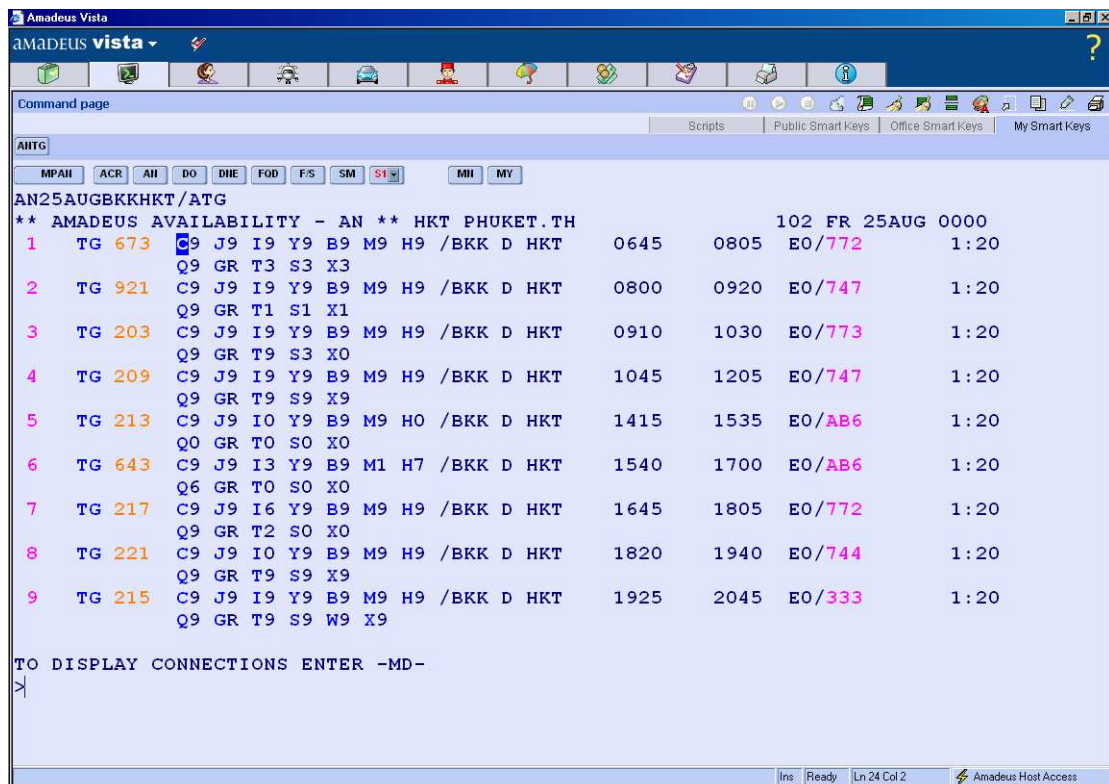 Amadeus Vista
AMADEUS vista
?
Command page
Scripts Public Smart Keys Office Smart Keys My Smart Keys
ANTG
MPAN ACR AN DO DNE FQD F/S SM S1 MN MY
AN25AUGBKKHKT/ATG
** AMADEUS AVAILABILITY - AN ** HKT PHUKET.TH 102 FR 25AUG 0000
1 TG 673 C9 J9 I9 Y9 B9 M9 H9 /BKK D HKT 0645 0805 E0/772 1:20
Q9 GR T3 S3 X3
2 TG 921 C9 J9 I9 Y9 B9 M9 H9 /BKK D HKT 0800 0920 E0/747 1:20
Q9 GR T1 S1 X1
3 TG 203 C9 J9 I9 Y9 B9 M9 H9 /BKK D HKT 0910 1030 E0/773 1:20
Q9 GR T9 S3 X0
4 TG 209 C9 J9 I9 Y9 B9 M9 H9 /BKK D HKT 1045 1205 E0/747 1:20
Q9 GR T9 S9 X9
5 TG 213 C9 J9 I0 Y9 B9 M9 H0 /BKK D HKT 1415 1535 E0/AB6 1:20
Q0 GR T0 S0 X0
6 TG 643 C9 J9 I3 Y9 B9 M1 H7 /BKK D HKT 1540 1700 E0/AB6 1:20
Q6 GR T0 S0 X0
7 TG 217 C9 J9 I6 Y9 B9 M9 H9 /BKK D HKT 1645 1805 E0/772 1:20
Q9 GR T2 S0 X0
8 TG 221 C9 J9 I0 Y9 B9 M9 H9 /BKK D HKT 1820 1940 E0/744 1:20
Q9 GR T9 S9 X9
9 TG 215 C9 J9 I9 Y9 B9 M9 H9 /BKK D HKT 1925 2045 E0/333 1:20
Q9 GR T9 S9 W9 X9
TO DISPLAY CONNECTIONS ENTER -MD-
>
Ins Ready Ln 24 Col 2 Amadeus Host Access